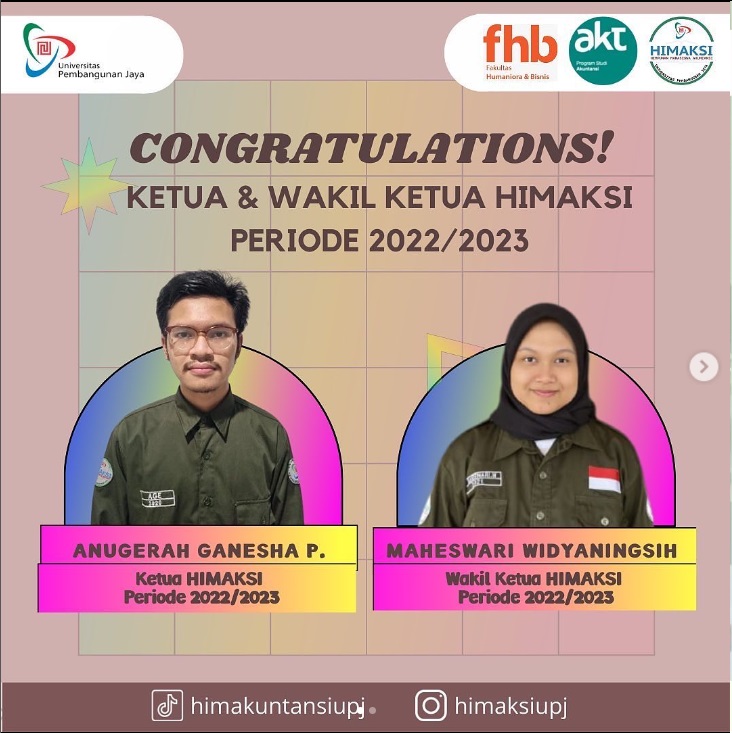 Universitas
Pembangunan Jaya
fhb
Fakultas
Humaniora & Bisnis
akt
Program Studi
Akuntansi
HIMAKSI
CONGRATULATIONS!
KETUA & WAKIL KETUA HIMAKSI
PERIODE 2022/2023
AGE
ANUGERAH GANESHA P.
Ketua HIMAKSI
Periode 2022/2023
MAHESWARI WIDYANINGSIH
Wakil Ketua HIMAKSI
Periode 2022/2023
himakuntansiupj
himaksiupj